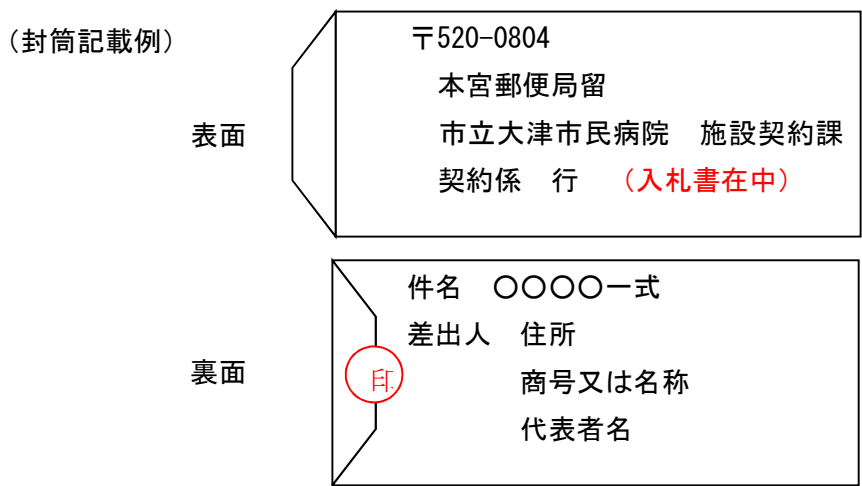 （封筒記載例）
表面
〒520-0804
本宮郵便局留
市立大津市民病院　施設契約課
契約係　行　（入札書在中）
裏面
件名　〇〇〇〇一式
差出人　住所
商号又は名称
代表者名
印